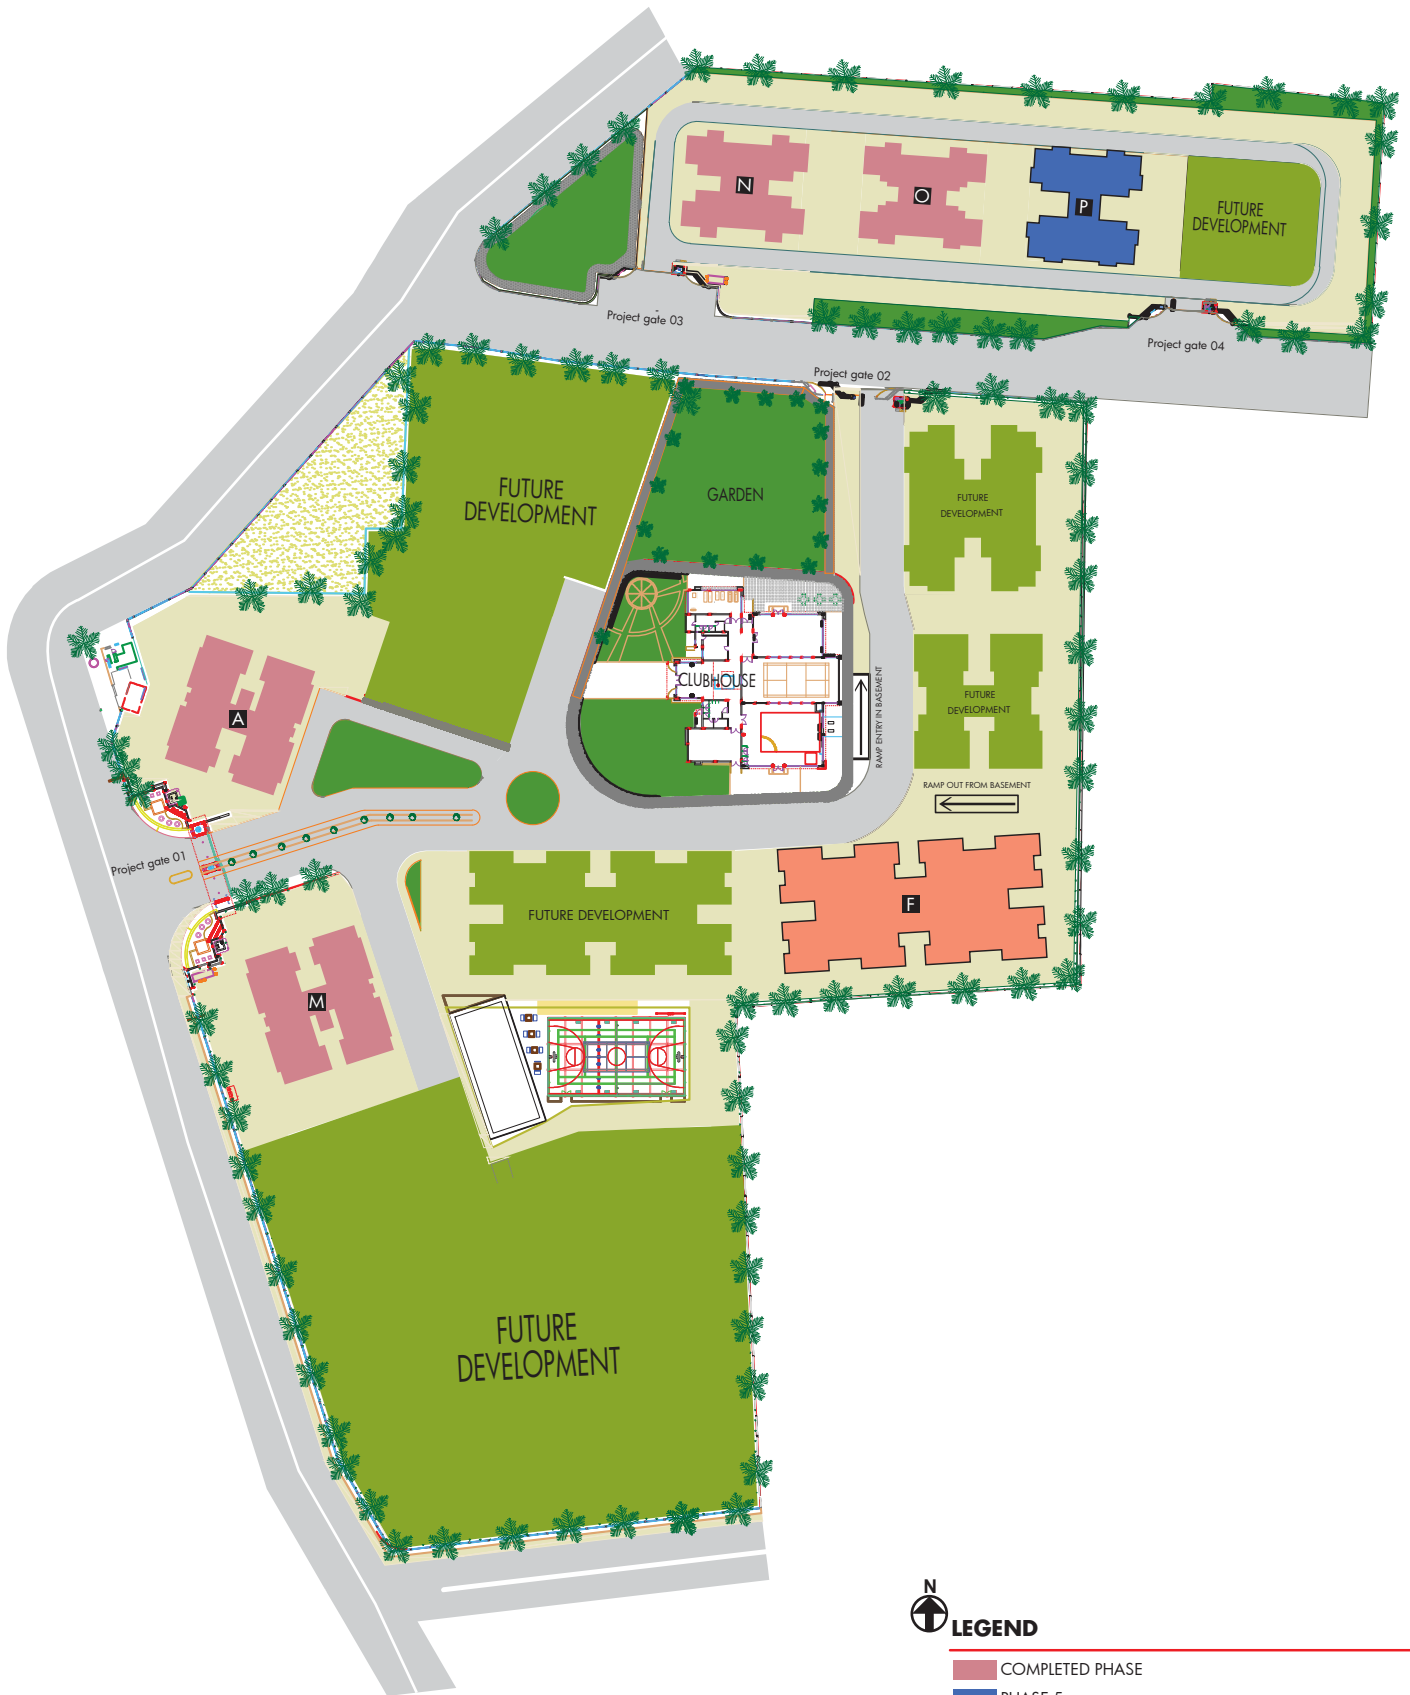 N
O
P
FUTURE
DEVELOPMENT
Project gate 03
Project gate 04
Project gate 02
FUTURE
DEVELOPMENT
GARDEN
FUTURE
DEVELOPMENT
CLUBHOUSE
RAMP ENTRY IN BASEMENT
FUTURE
DEVELOPMENT
A
RAMP OUT FROM BASEMENT
Project gate 01
FUTURE DEVELOPMENT
F
M
FUTURE
DEVELOPMENT
N
LEGEND
COMPLETED PHASE